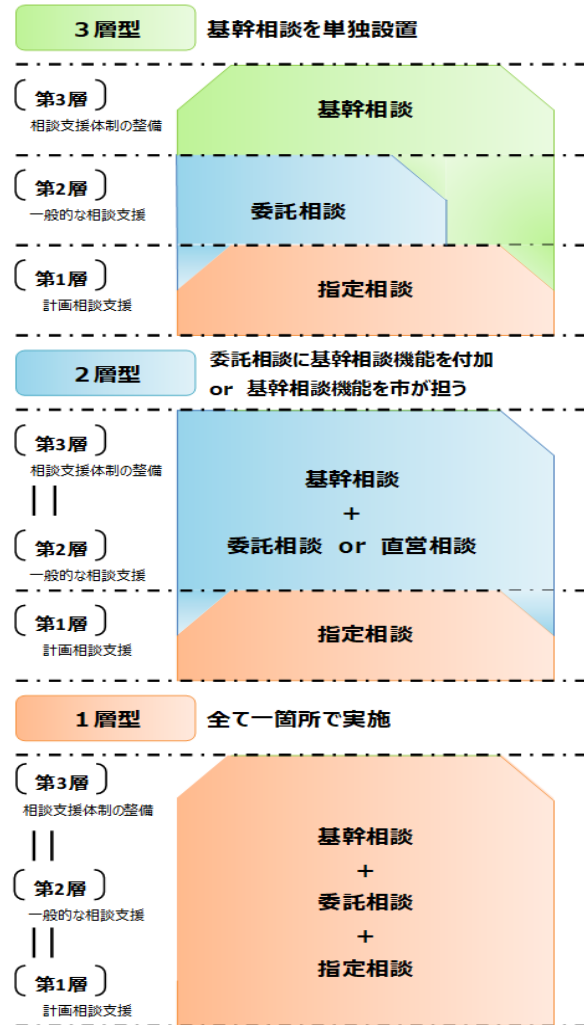 3層型 基幹相談を単独設置
第3層
相談支援体制の整備
基幹相談
第2層
一般的な相談支援
委託相談
第1層
計画相談支援
指定相談
2層型
委託相談に基幹相談機能を付加
or 基幹相談機能を市が担う
第3層
相談支援体制の整備
第2層
一般的な相談支援
基幹相談
+
委託相談 or 直営相談
第1層
計画相談支援
指定相談
1層型 全て一箇所で実施
第3層
相談支援体制の整備
第2層
一般的な相談支援
第1層
計画相談支援
基幹相談
+
委託相談
+
指定相談